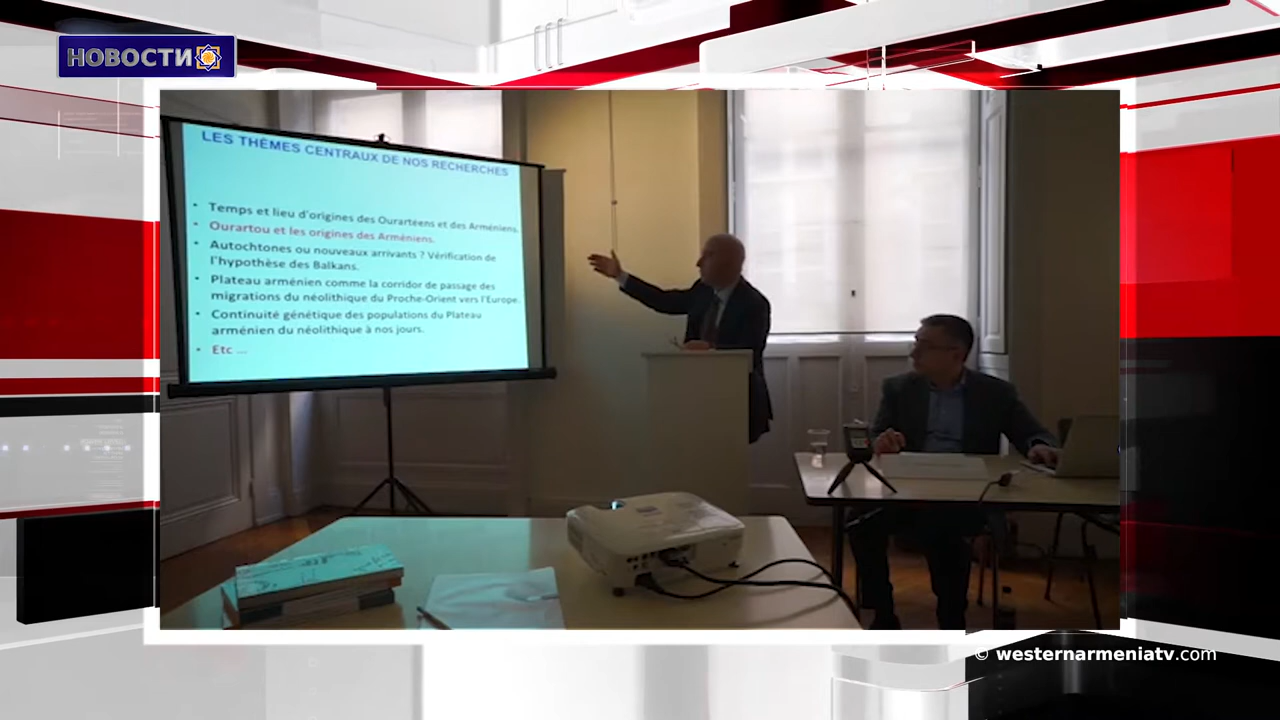 НОВОСТИ
LES THÈMES CENTRAUX DE NOS RECHERCHES
• Temps et lieu d'origines des Ourartéens et des Arméniens.
• Ourartou et les origines des Arméniens.
• Autochtones ou nouveaux arrivants ? Vérification de
l'hypothèse des Balkans.
• Plateau arménien comme la corridor de passage des
migrations du néolithique du Proche-Orient vers l'Europe.
• Continuité génétique des populations du Plateau
arménien du néolithique à nos jours.
• Etc ...
© westernarmeniatv.com